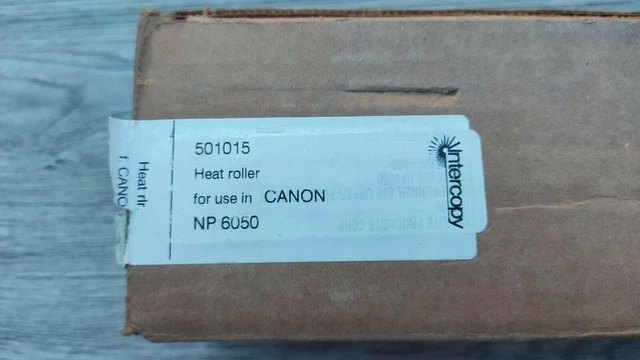 501015
Heat roller
for use in CANON
NP 6050
Intercopy
Heat rlr.
f. CANO